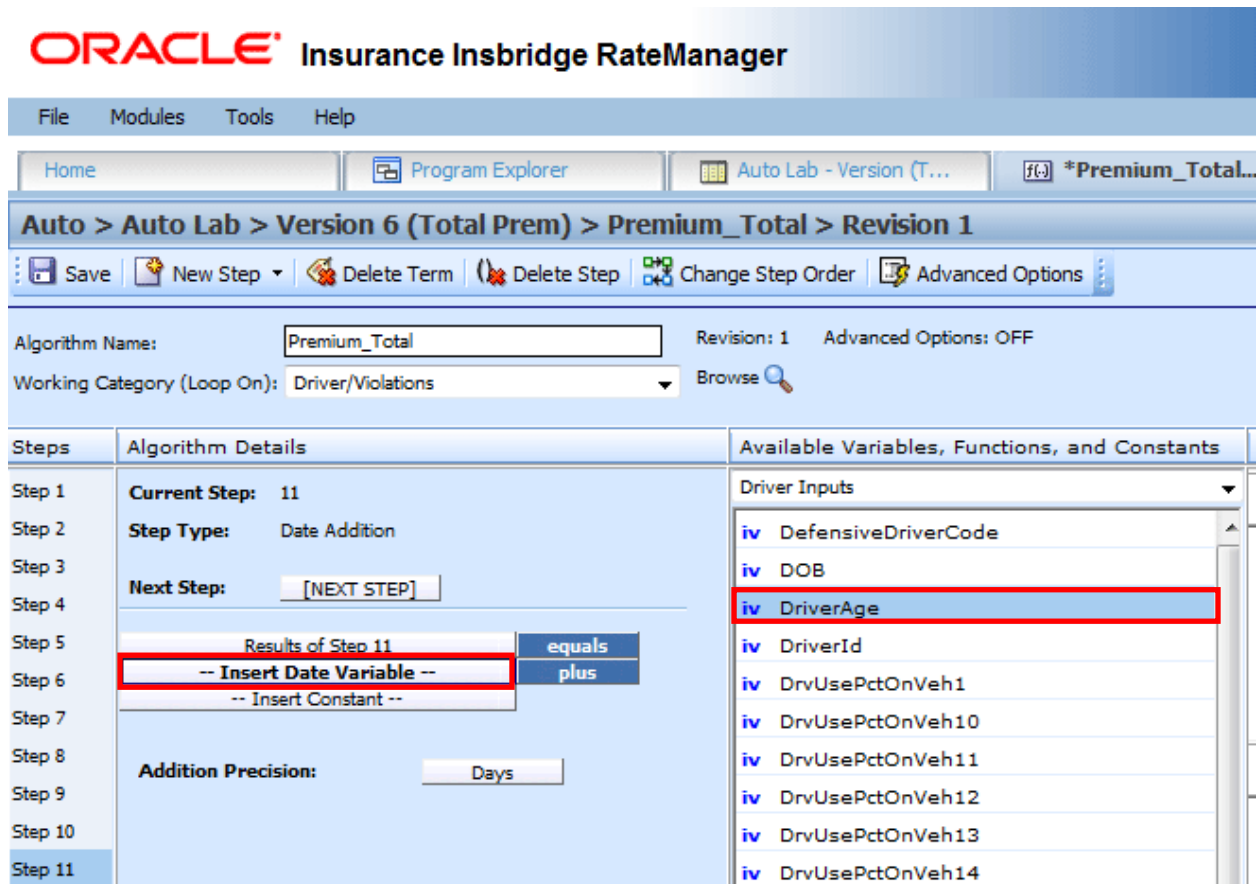 ORACLE Insurance Insbridge RateManager
File Modules Tools Help
Home Program Explorer Auto Lab - Version (T... f(.) *Premium_Total...
Auto > Auto Lab > Version 6 (Total Prem) > Premium_Total > Revision 1
Save New Step Delete Term Delete Step Change Step Order Advanced Options
Algorithm Name: Premium_Total Revision: 1 Advanced Options: OFF
Working Category (Loop On): Driver/Violations Browse
Steps Algorithm Details Available Variables, Functions, and Constants
Step 1
Step 2
Step 3
Step 4
Step 5
Step 6
Step 7
Step 8
Step 9
Step 10
Step 11
Current Step: 11
Step Type: Date Addition
Next Step: [NEXT STEP]
Results of Step 11 equals
-- Insert Date Variable -- plus
-- Insert Constant --
Addition Precision: Days
Driver Inputs
iv DefensiveDriverCode
iv DOB
iv DriverAge
iv DriverId
iv DrvUsePctOnVeh1
iv DrvUsePctOnVeh10
iv DrvUsePctOnVeh11
iv DrvUsePctOnVeh12
iv DrvUsePctOnVeh13
iv DrvUsePctOnVeh14